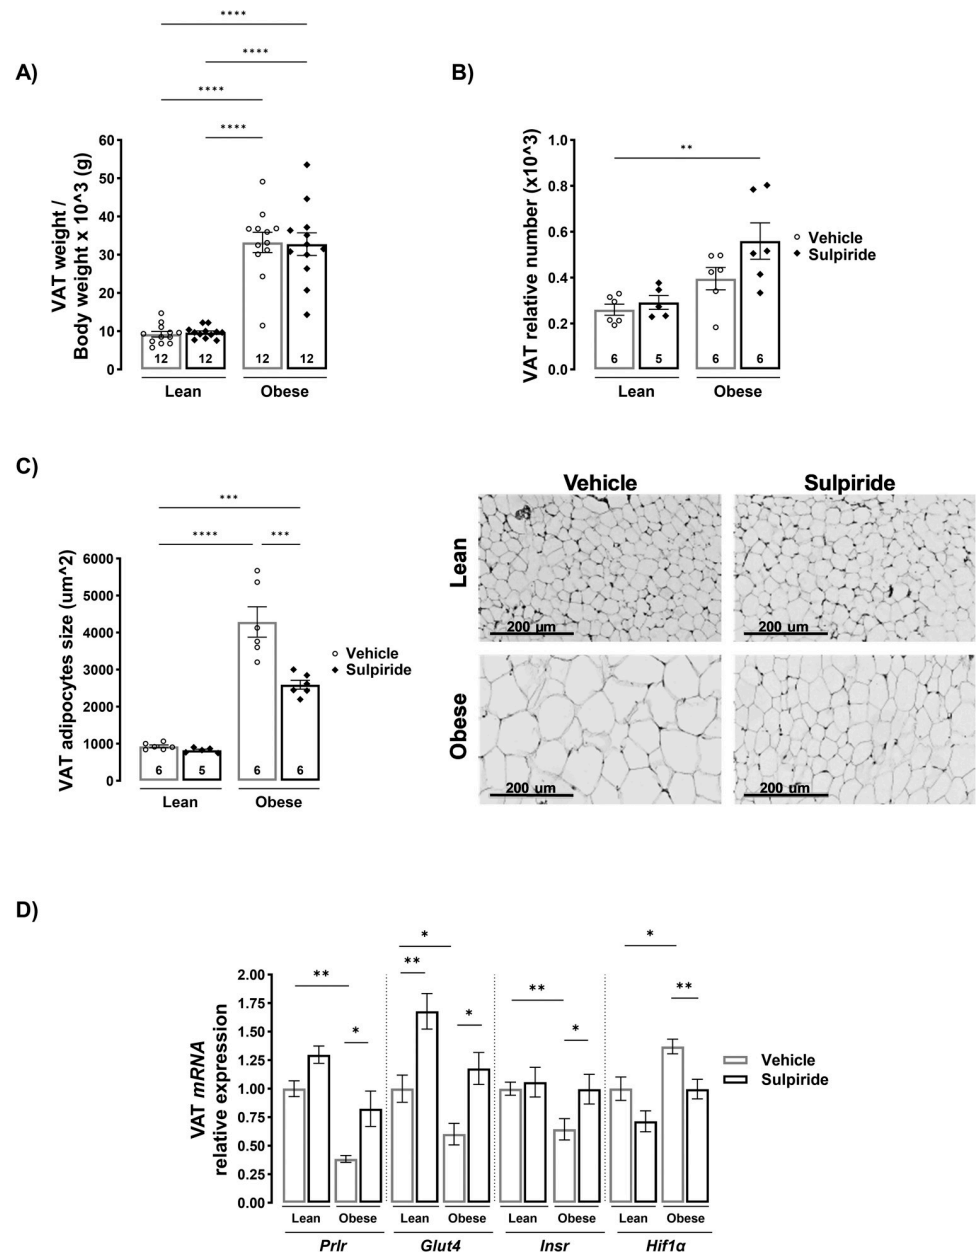 A)
****
****
****
****
VAT weight /
Body weight x 10^3 (g)
60
50
40
30
20
10
0
12
12
12
12
Lean
Obese
B)
**
VAT relative number (x10^3)
1.0
0.8
0.6
0.4
0.2
0.0
6
5
6
6
Lean
Obese
Vehicle
Sulpiride
C)
***
****
***
VAT adipocytes size (um^2)
6000
5000
4000
3000
2000
1000
0
6
5
6
6
Lean
Obese
Vehicle
Sulpiride
Vehicle
Sulpiride
Lean
200 um
200 um
Obese
200 um
200 um
D)
VAT mRNA
relative expression
2.00
1.75
1.50
1.25
1.00
0.75
0.50
0.25
0.00
**
*
*
**
*
**
*
*
**
Lean
Obese
Lean
Obese
Lean
Obese
Lean
Obese
Prlr
Glut4
Insr
Hif1α
Vehicle
Sulpiride